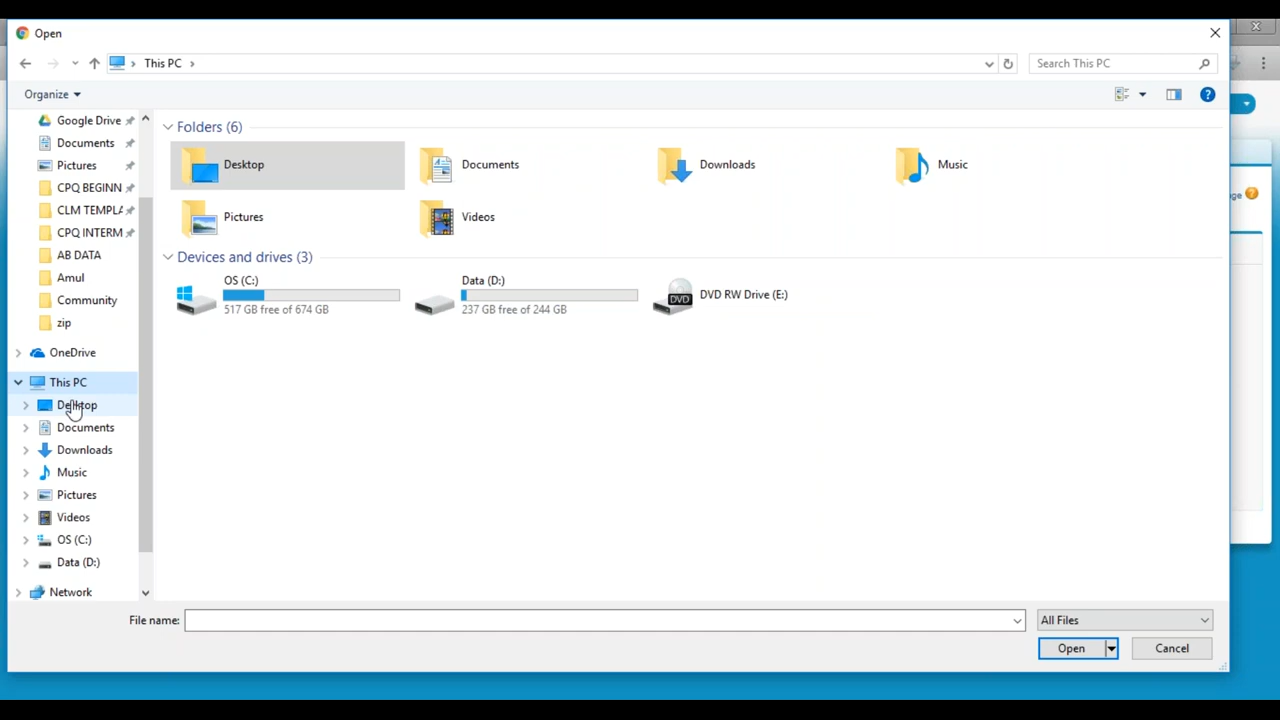 Open
This PC
Search This PC
Organize
Google Drive
Documents
Pictures
CPQ BEGINN
CLM TEMPL
CPQ INTERM
AB DATA
Amul
Community
zip
OneDrive
This PC
Desktop
Documents
Downloads
Music
Pictures
Videos
OS (C:)
Data (D:)
Network
Folders (6)
Desktop
Documents
Downloads
Music
Pictures
Videos
Devices and drives (3)
OS (C:)
517 GB free of 674 GB
Data (D:)
237 GB free of 244 GB
DVD
DVD RW Drive (E:)
File name:
All Files
Open
Cancel